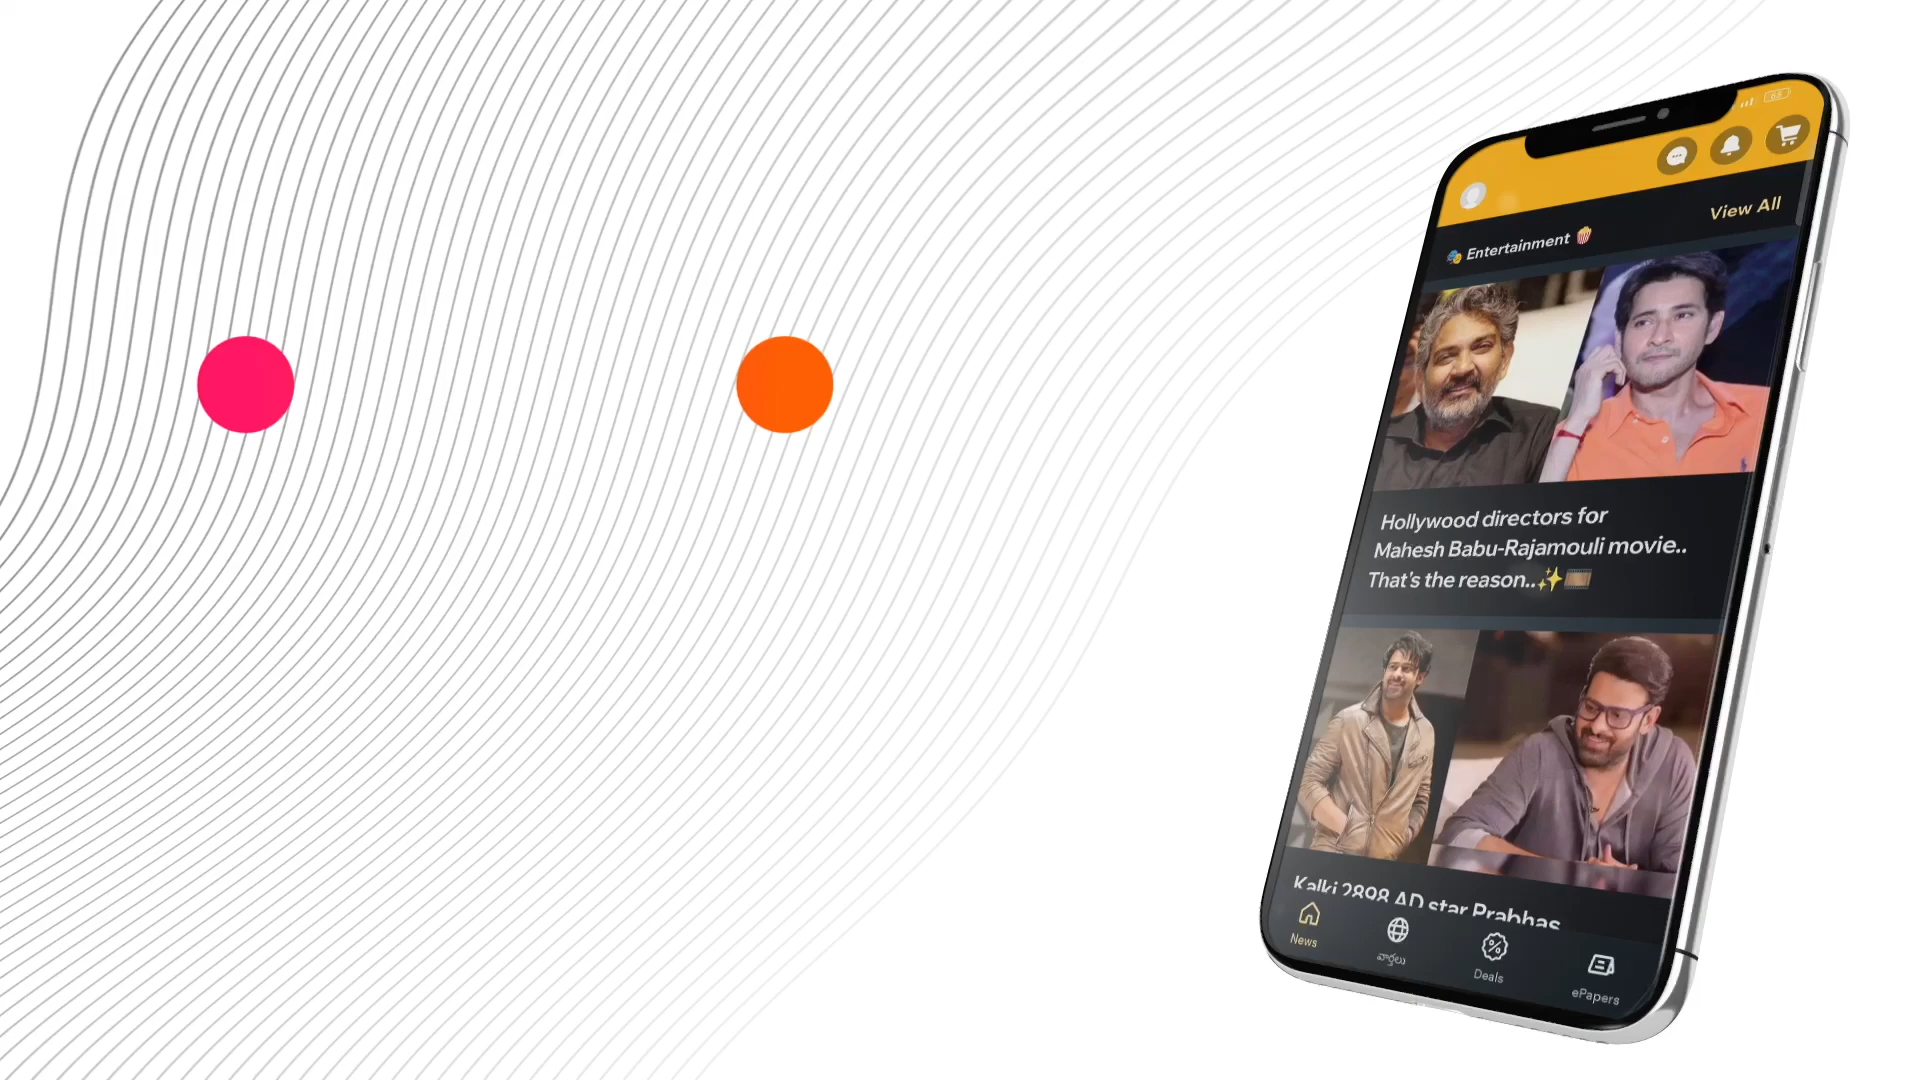 68
View All
🎭 Entertainment 🍿
Hollywood directors for
Mahesh Babu-Rajamouli movie..
That's the reason..✨🎞️
Kalki 2898 AD star Prabhas
News
వార్తలు
Deals
ePapers